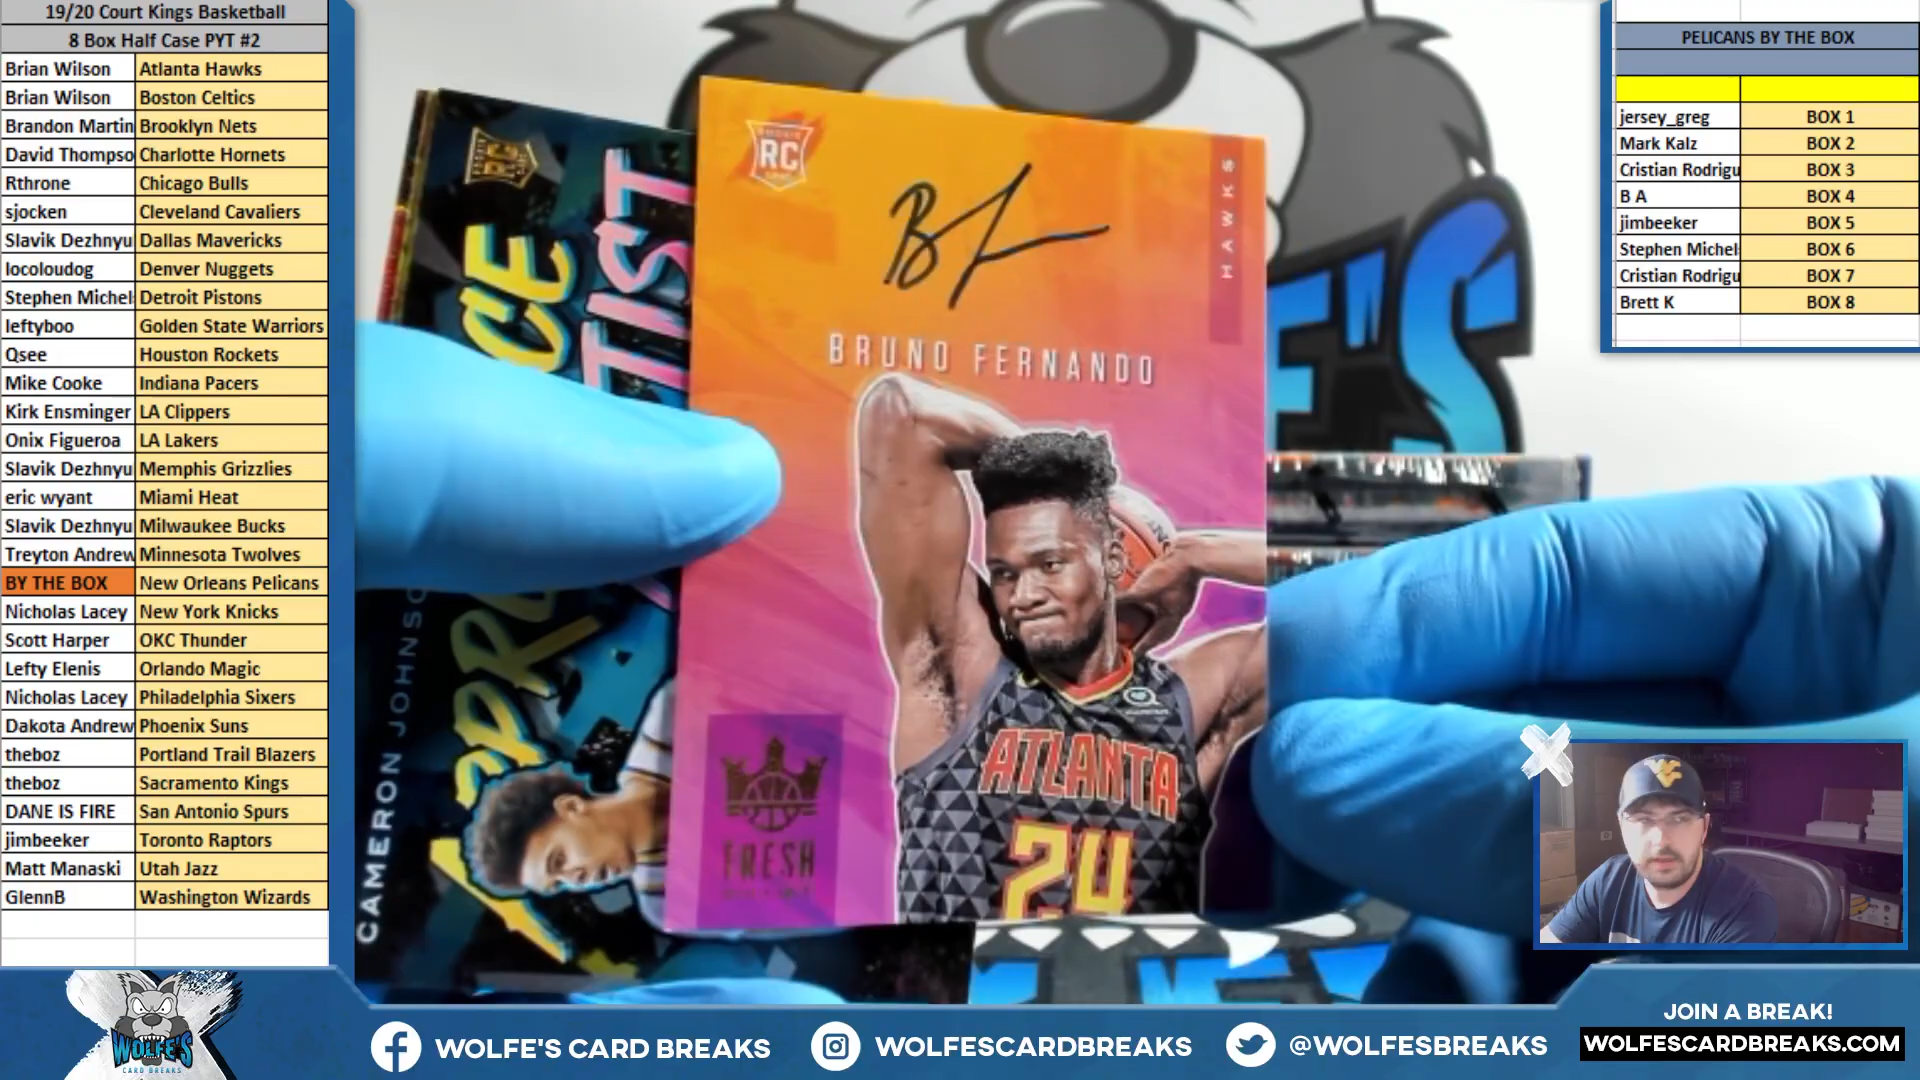 19/20 Court Kings Basketball
8 Box Half Case PYT #2
Brian Wilson Atlanta Hawks
Brian Wilson Boston Celtics
Brandon Martin Brooklyn Nets
David Thompso Charlotte Hornets
Rthrone Chicago Bulls
sjocken Cleveland Cavaliers
Slavik Dezhnyu Dallas Mavericks
locoloudog Denver Nuggets
Stephen Michel Detroit Pistons
leftyboo Golden State Warriors
Qsee Houston Rockets
Mike Cooke Indiana Pacers
Kirk Ensminger LA Clippers
Onix Figueroa LA Lakers
Slavik Dezhnyu Memphis Grizzlies
eric wyant Miami Heat
Slavik Dezhnyu Milwaukee Bucks
Treyton Andrew Minnesota Twolves
BY THE BOX New Orleans Pelicans
Nicholas Lacey New York Knicks
Scott Harper OKC Thunder
Lefty Elenis Orlando Magic
Nicholas Lacey Philadelphia Sixers
Dakota Andrew Phoenix Suns
theboz Portland Trail Blazers
theboz Sacramento Kings
DANE IS FIRE San Antonio Spurs
jimbeeker Toronto Raptors
Matt Manaski Utah Jazz
GlennB Washington Wizards
PELICANS BY THE BOX
jersey_greg BOX 1
Mark Kalz BOX 2
Cristian Rodrigu BOX 3
B A BOX 4
jimbeeker BOX 5
Stephen Michel BOX 6
Cristian Rodrigu BOX 7
Brett K BOX 8
RC
HAWKS
BRUNO FERNANDO
ATLANTA
24
FRESH
RC
CE
TIST
CAMERON JOHNSO
F'S
WOLFE'S
CARD BREAKS
WOLFE'S CARD BREAKS
WOLFESCARDBREAKS
@WOLFESBREAKS
JOIN A BREAK!
WOLFESCARDBREAKS.COM